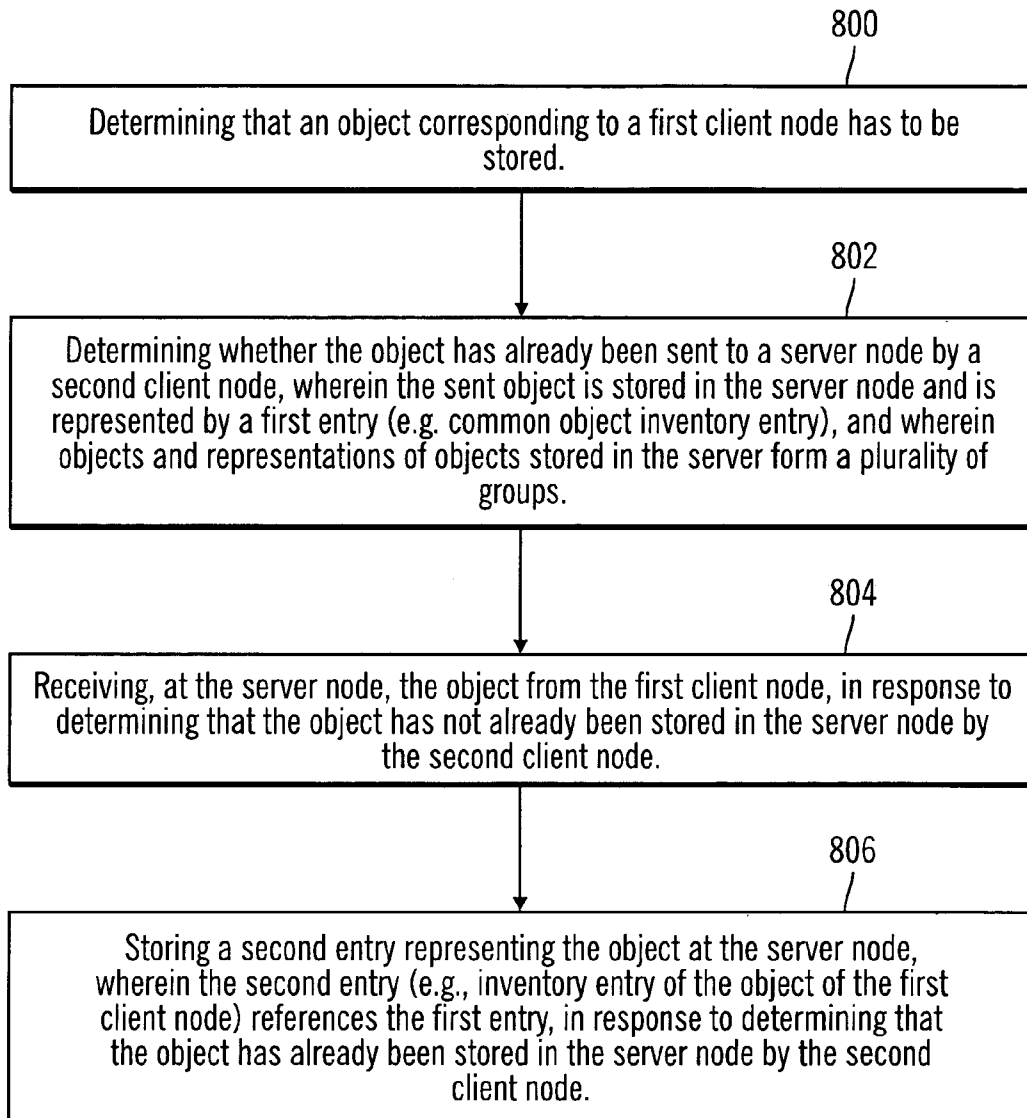 800
Determining that an object corresponding to a first client node has to be
stored.
802
Determining whether the object has already been sent to a server node by a
second client node, wherein the sent object is stored in the server node and is
represented by a first entry (e.g. common object inventory entry), and wherein
objects and representations of objects stored in the server form a plurality of
groups.
804
Receiving, at the server node, the object from the first client node, in response to
determining that the object has not already been stored in the server node by
the second client node.
806
Storing a second entry representing the object at the server node,
wherein the second entry (e.g., inventory entry of the object of the first
client node) references the first entry, in response to determining that
the object has already been stored in the server node by the second
client node.